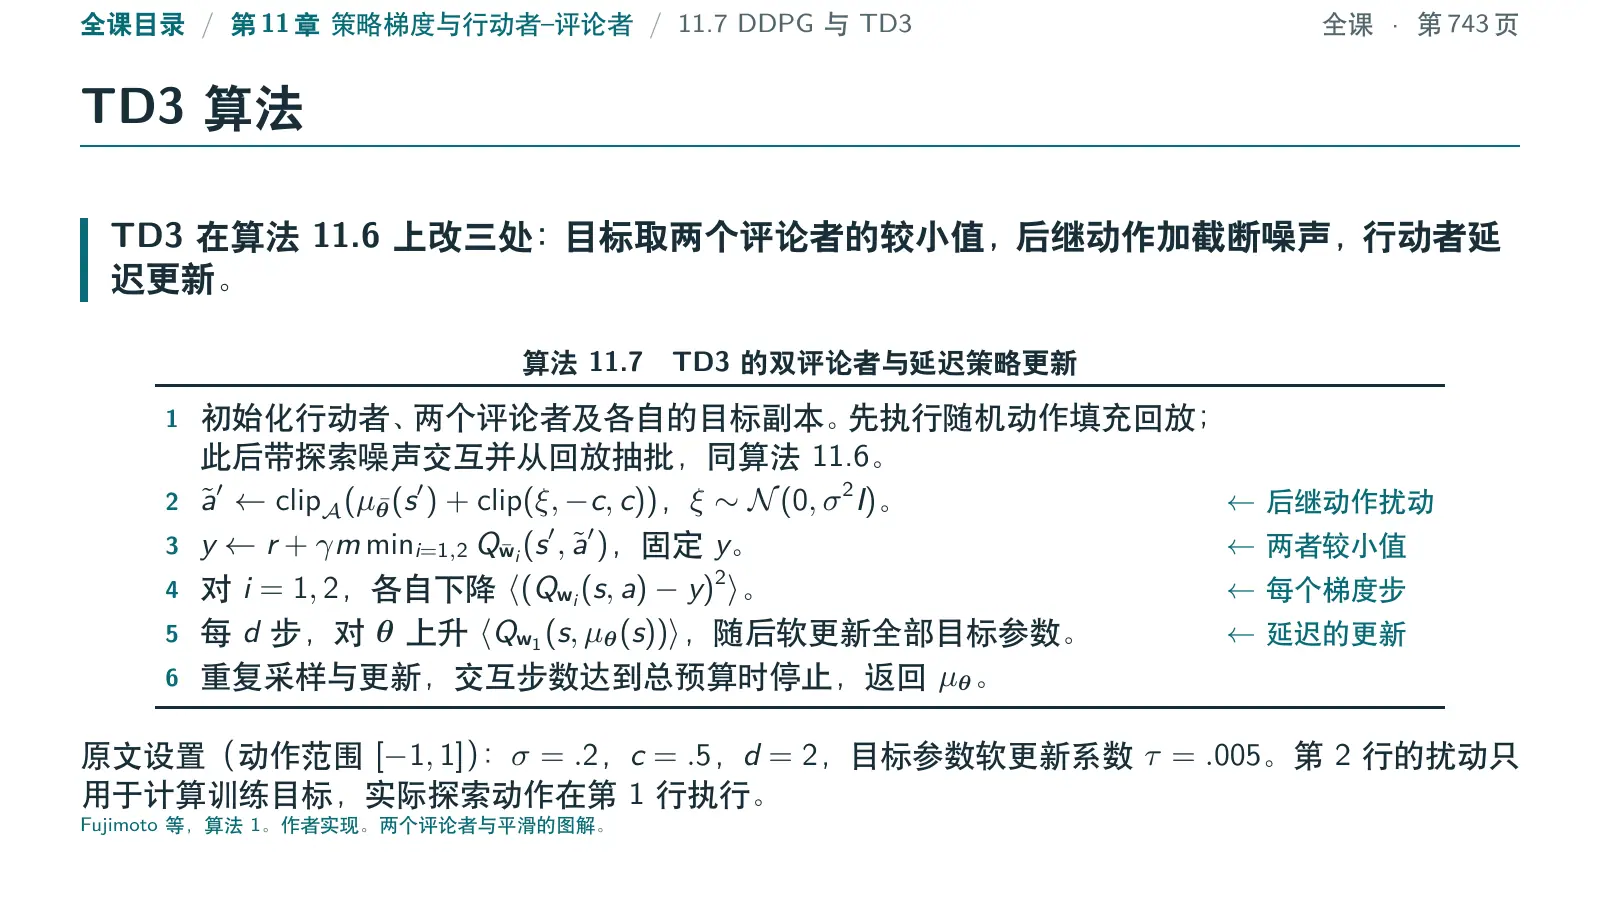 全课目录 / 第 11 章 策略梯度与行动者–评论者 / 11.7 DDPG 与 TD3
全课 · 第 743 页
TD3 算法
TD3 在算法 11.6 上改三处：目标取两个评论者的较小值，后继动作加截断噪声，行动者延
迟更新。
算法 11.7 TD3 的双评论者与延迟策略更新
1 初始化行动者、两个评论者及各自的目标副本。先执行随机动作填充回放；
此后带探索噪声交互并从回放抽批，同算法 11.6。
2 ã′ ← clip_𝒜(μ_θ̄(s′) + clip(ξ, −c, c))，ξ ∼ 𝒩(0, σ²I)。 ← 后继动作扰动
3 y ← r + γm min_{i=1,2} Q_{w̄_i}(s′, ã′)，固定 y。 ← 两者较小值
4 对 i = 1, 2，各自下降 ⟨(Q_{w_i}(s, a) − y)²⟩。 ← 每个梯度步
5 每 d 步，对 θ 上升 ⟨Q_{w_1}(s, μ_θ(s))⟩，随后软更新全部目标参数。 ← 延迟的更新
6 重复采样与更新，交互步数达到总预算时停止，返回 μ_θ。
原文设置（动作范围 [−1, 1]）：σ = .2，c = .5，d = 2，目标参数软更新系数 τ = .005。第 2 行的扰动只
用于计算训练目标，实际探索动作在第 1 行执行。
Fujimoto 等，算法 1。作者实现。两个评论者与平滑的图解。